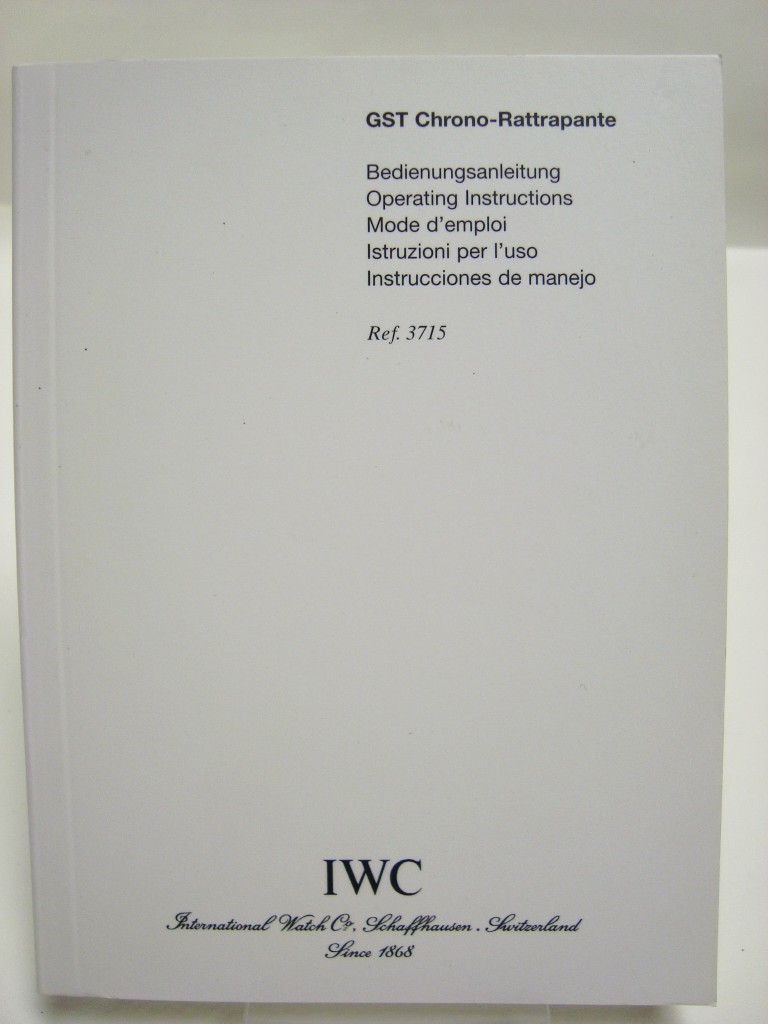 GST Chrono-Rattrapante
Bedienungsanleitung
Operating Instructions
Mode d'emploi
Istruzioni per l'uso
Instrucciones de manejo
Ref. 3715
IWC
International Watch Co., Schaffhausen. Switzerland
Since 1868